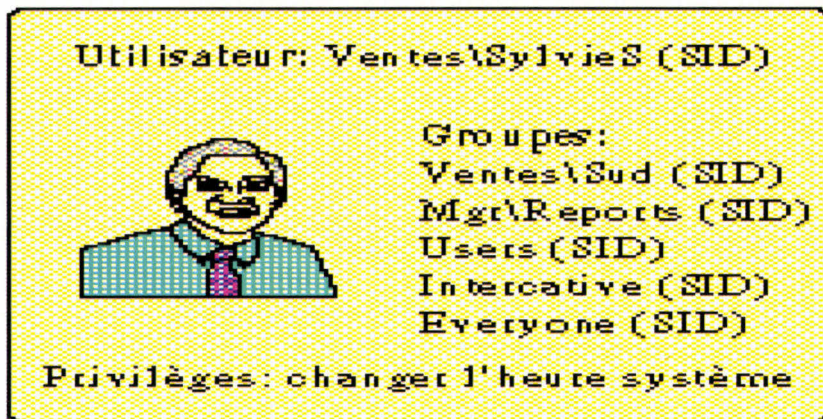 Utilisateur: Ventes\SylvieS (SID)
Groupes:
Ventes\Sud (SID)
Mgr\Reports (SID)
Users (SID)
Intercative (SID)
Everyone (SID)
Privilèges: changer l'heure système